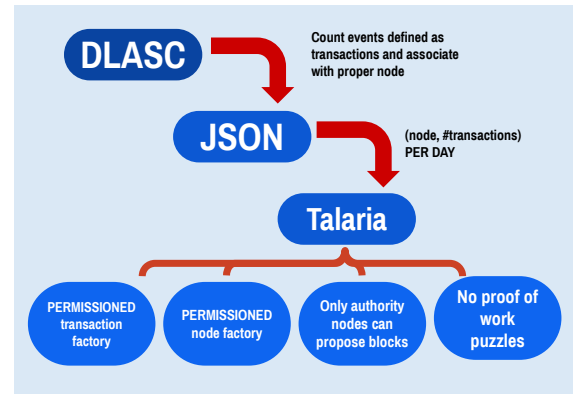 DLASC
Count events defined as
transactions and associate
with proper node
JSON
(node, #transactions)
PER DAY
Talaria
PERMISSIONED
transaction
factory
PERMISSIONED
node factory
Only authority
nodes can
propose blocks
No proof of
work
puzzles